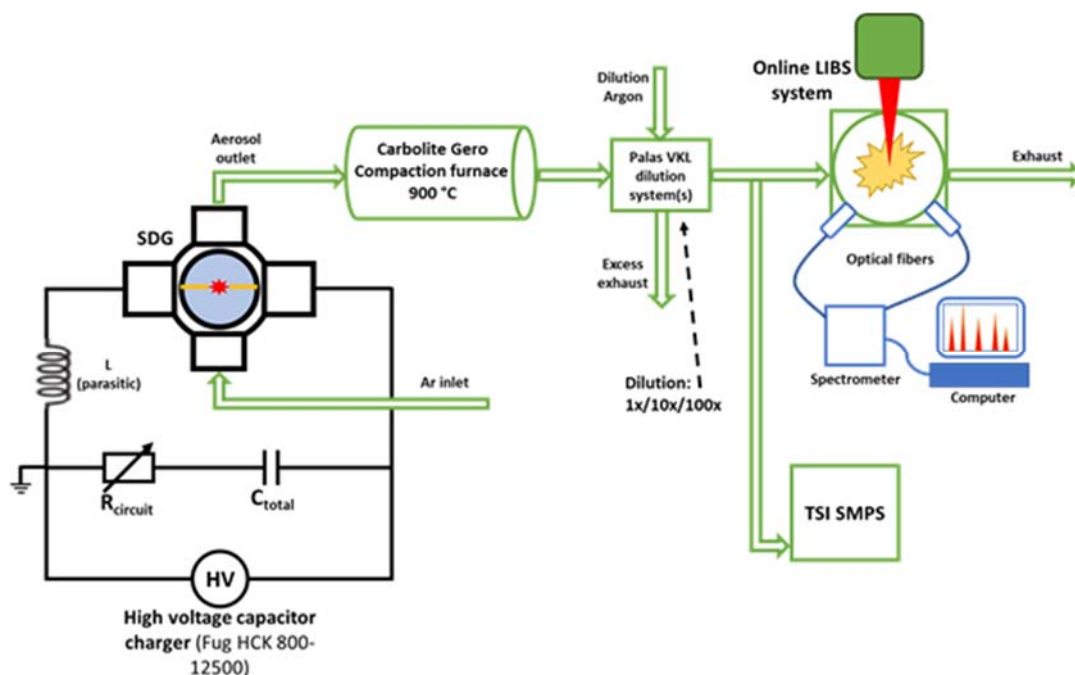 Online LIBS
system
Dilution
Argon
Aerosol
outlet
Carbolite Gero
Compaction furnace
900 °C
Palas VKL
dilution
system(s)
Exhaust
SDG
Excess
exhaust
Optical fibers
L
(parasitic)
Ar inlet
Dilution:
1x/10x/100x
Spectrometer
Computer
R_circuit
C_total
TSI SMPS
HV
High voltage capacitor
charger (Fug HCK 800-
12500)